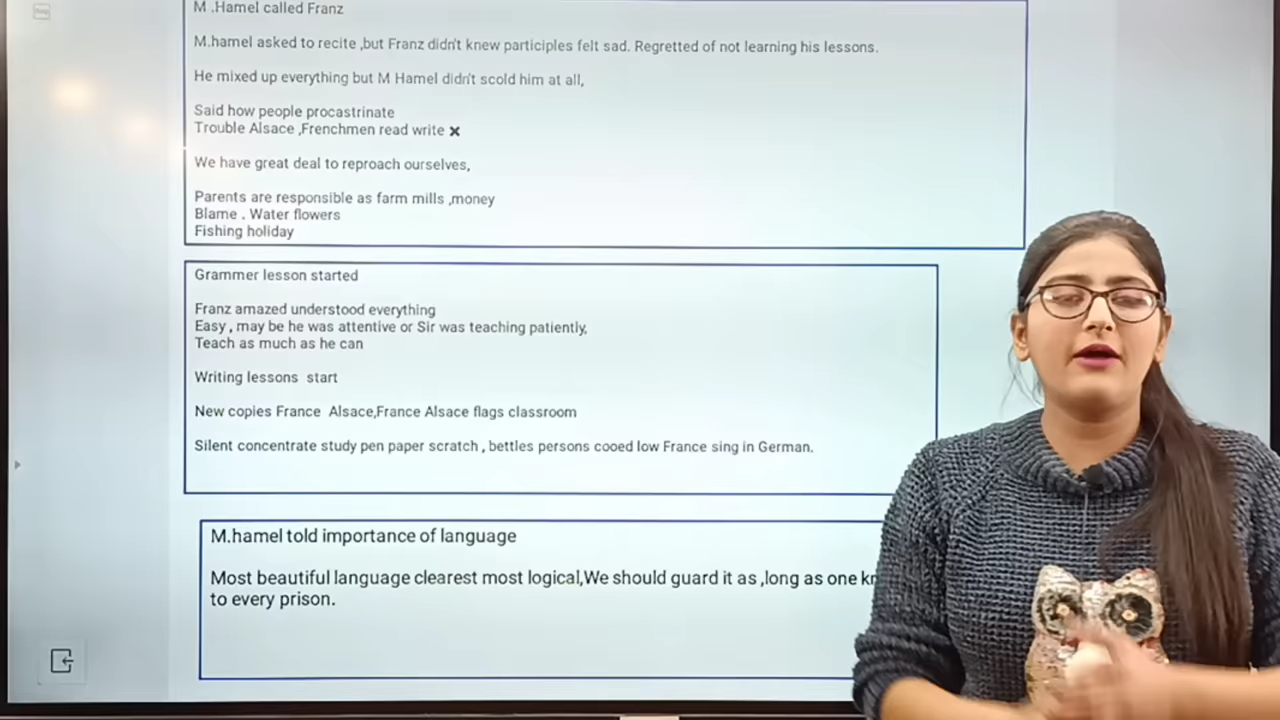 M .Hamel called Franz
M.hamel asked to recite ,but Franz didn't knew participles felt sad. Regretted of not learning his lessons.
He mixed up everything but M Hamel didn't scold him at all,
Said how people procastrinate
Trouble Alsace ,Frenchmen read write ✕
We have great deal to reproach ourselves,
Parents are responsible as farm mills ,money
Blame . Water flowers
Fishing holiday
Grammer lesson started
Franz amazed understood everything
Easy , may be he was attentive or Sir was teaching patiently,
Teach as much as he can
Writing lessons start
New copies France Alsace,France Alsace flags classroom
Silent concentrate study pen paper scratch , bettles persons cooed low France sing in German.
M.hamel told importance of language
Most beautiful language clearest most logical,We should guard it as ,long as one
to every prison.